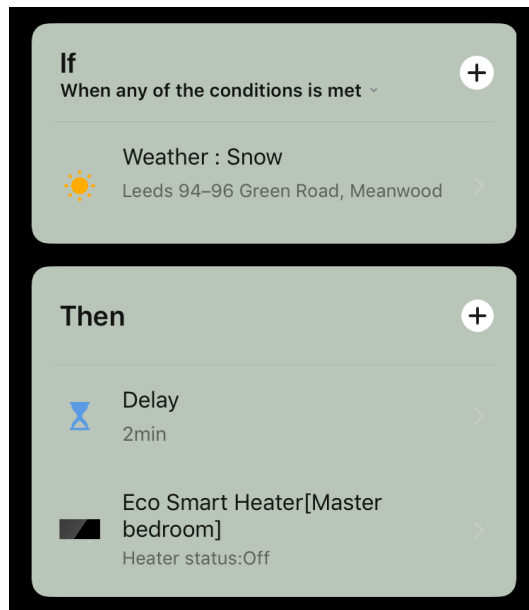 If
When any of the conditions is met
Weather : Snow
Leeds 94–96 Green Road, Meanwood
Then
Delay
2min
Eco Smart Heater[Master
bedroom]
Heater status:Off